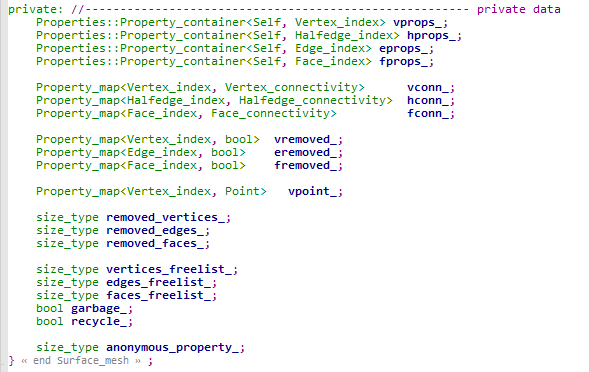 private: //------------------------------------------------------- private data
Properties::Property_container<Self, Vertex_index> vprops_;
Properties::Property_container<Self, Halfedge_index> hprops_;
Properties::Property_container<Self, Edge_index> eprops_;
Properties::Property_container<Self, Face_index> fprops_;
Property_map<Vertex_index, Vertex_connectivity> vconn_;
Property_map<Halfedge_index, Halfedge_connectivity> hconn_;
Property_map<Face_index, Face_connectivity> fconn_;
Property_map<Vertex_index, bool> vremoved_;
Property_map<Edge_index, bool> eremoved_;
Property_map<Face_index, bool> fremoved_;
Property_map<Vertex_index, Point> vpoint_;
size_type removed_vertices_;
size_type removed_edges_;
size_type removed_faces_;
size_type vertices_freelist_;
size_type edges_freelist_;
size_type faces_freelist_;
bool garbage_;
bool recycle_;
size_type anonymous_property_;
} « end Surface_mesh » ;